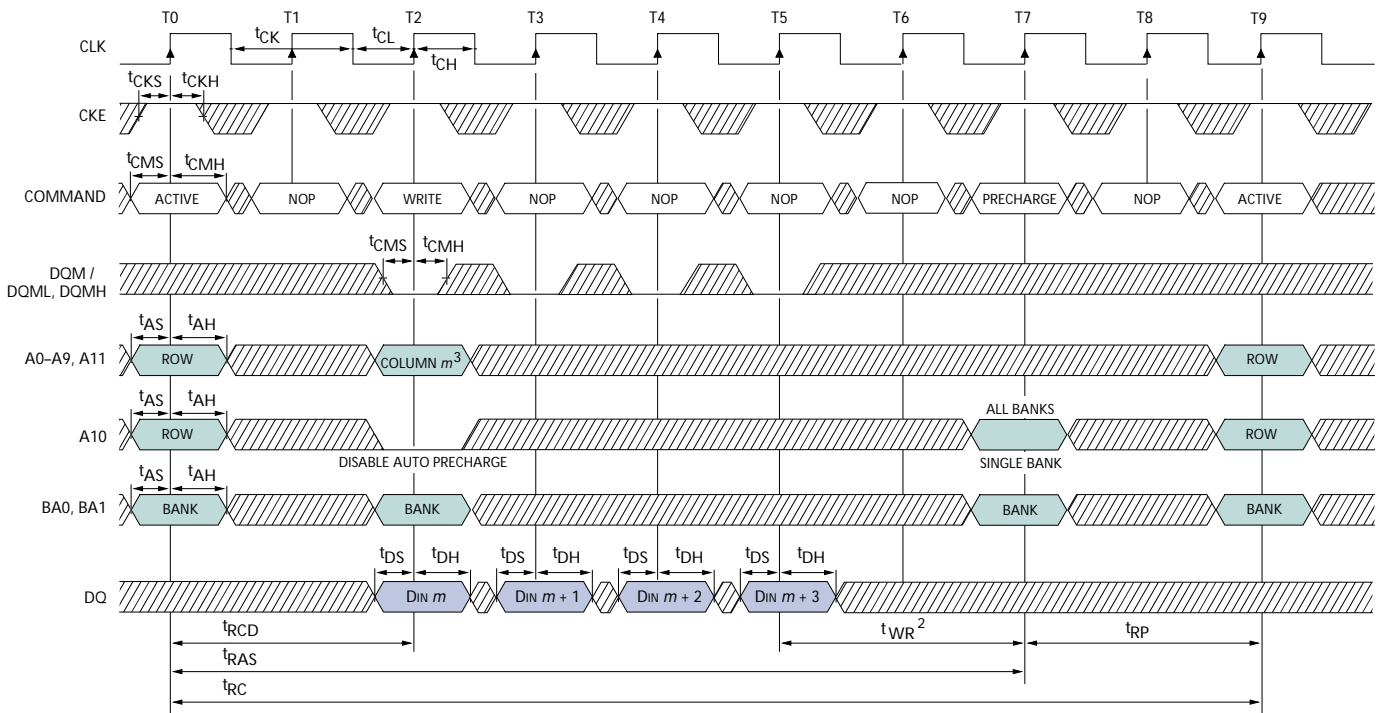 T0 T1 T2 T3 T4 T5 T6 T7 T8 T9
CLK tCK tCL tCH
tCKS tCKH
CKE
tCMS tCMH
COMMAND ACTIVE NOP WRITE NOP NOP NOP NOP PRECHARGE NOP ACTIVE
tCMS tCMH
DQM /
DQML, DQMH
tAS tAH
A0–A9, A11 ROW COLUMN m3 ROW
tAS tAH ALL BANKS
A10 ROW ROW
DISABLE AUTO PRECHARGE SINGLE BANK
tAS tAH
BA0, BA1 BANK BANK BANK BANK
tDS tDH tDS tDH tDS tDH tDS tDH
DQ DIN m DIN m + 1 DIN m + 2 DIN m + 3
tRCD tWR2 tRP
tRAS
tRC